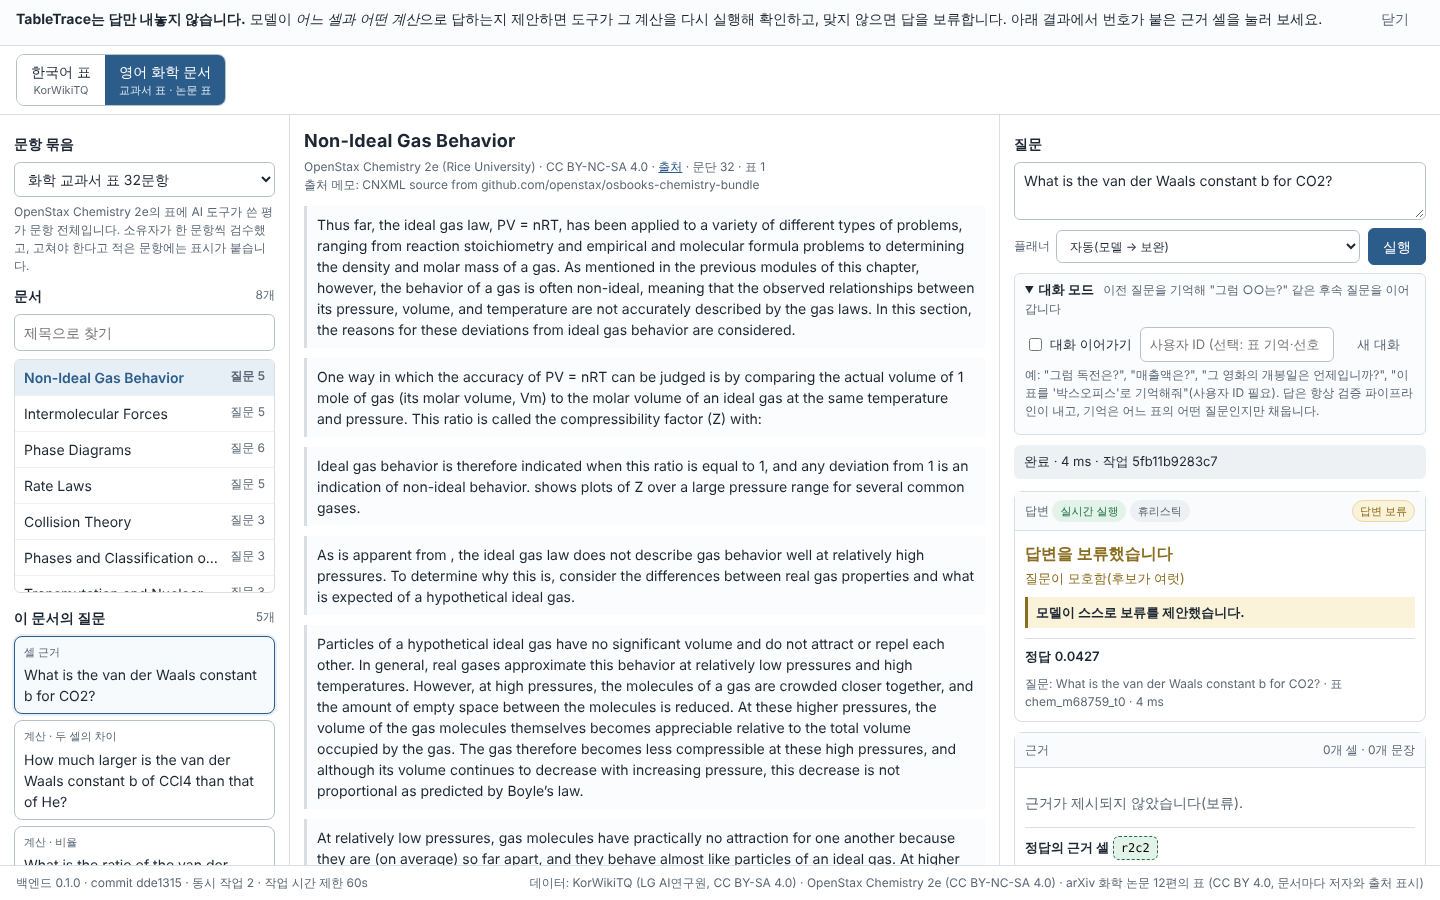 TableTrace는 답만 내놓지 않습니다. 모델이 어느 셀과 어떤 계산으로 답하는지 제안하면 도구가 그 계산을 다시 실행해 확인하고, 맞지 않으면 답을 보류합니다. 아래 결과에서 번호가 붙은 근거 셀을 눌러 보세요.
닫기
한국어 표
KorWikiTQ
영어 화학 문서
교과서 표 · 논문 표
문항 묶음
화학 교과서 표 32문항
OpenStax Chemistry 2e의 표에 AI 도구가 쓴 평
가 문항 전체입니다. 소유자가 한 문항씩 검수했
고, 고쳐야 한다고 적은 문항에는 표시가 붙습니
다.
문서
8개
제목으로 찾기
Non-Ideal Gas Behavior 질문 5
Intermolecular Forces 질문 5
Phase Diagrams 질문 6
Rate Laws 질문 5
Collision Theory 질문 3
Phases and Classification o... 질문 3
이 문서의 질문
5개
셀 근거
What is the van der Waals constant
b for CO2?
계산 · 두 셀의 차이
How much larger is the van der
Waals constant b of CCl4 than that
of He?
계산 · 비율
What is the ratio of the van der
Non-Ideal Gas Behavior
OpenStax Chemistry 2e (Rice University) · CC BY-NC-SA 4.0 · 출처 · 문단 32 · 표 1
출처 메모: CNXML source from github.com/openstax/osbooks-chemistry-bundle
Thus far, the ideal gas law, PV = nRT, has been applied to a variety of different types of problems,
ranging from reaction stoichiometry and empirical and molecular formula problems to determining
the density and molar mass of a gas. As mentioned in the previous modules of this chapter,
however, the behavior of a gas is often non-ideal, meaning that the observed relationships between
its pressure, volume, and temperature are not accurately described by the gas laws. In this section,
the reasons for these deviations from ideal gas behavior are considered.
One way in which the accuracy of PV = nRT can be judged is by comparing the actual volume of 1
mole of gas (its molar volume, Vm) to the molar volume of an ideal gas at the same temperature
and pressure. This ratio is called the compressibility factor (Z) with:
Ideal gas behavior is therefore indicated when this ratio is equal to 1, and any deviation from 1 is an
indication of non-ideal behavior. shows plots of Z over a large pressure range for several common
gases.
As is apparent from , the ideal gas law does not describe gas behavior well at relatively high
pressures. To determine why this is, consider the differences between real gas properties and what
is expected of a hypothetical ideal gas.
Particles of a hypothetical ideal gas have no significant volume and do not attract or repel each
other. In general, real gases approximate this behavior at relatively low pressures and high
temperatures. However, at high pressures, the molecules of a gas are crowded closer together, and
the amount of empty space between the molecules is reduced. At these higher pressures, the
volume of the gas molecules themselves becomes appreciable relative to the total volume
occupied by the gas. The gas therefore becomes less compressible at these high pressures, and
although its volume continues to decrease with increasing pressure, this decrease is not
proportional as predicted by Boyle’s law.
At relatively low pressures, gas molecules have practically no attraction for one another because
they are (on average) so far apart, and they behave almost like particles of an ideal gas. At higher
질문
What is the van der Waals constant b for CO2?
플래너
자동(모델 → 보완)
실행
▼ 대화 모드 이전 질문을 기억해 "그럼 ○○는?" 같은 후속 질문을 이어
갑니다
대화 이어가기
사용자 ID (선택: 표 기억·선호
새 대화
예: "그럼 독전은?", "매출액은?", "그 영화의 개봉일은 언제입니까?", "이
표를 '박스오피스'로 기억해줘"(사용자 ID 필요). 답은 항상 검증 파이프라
인이 내고, 기억은 어느 표의 어떤 질문인지만 채웁니다.
완료 · 4 ms · 작업 5fb11b9283c7
답변 실시간 실행 휴리스틱 답변 보류
답변을 보류했습니다
질문이 모호함(후보가 여럿)
모델이 스스로 보류를 제안했습니다.
정답 0.0427
질문: What is the van der Waals constant b for CO2? · 표
chem_m68759_t0 · 4 ms
근거
0개 셀 · 0개 문장
근거가 제시되지 않았습니다(보류).
정답의 근거 셀 r2c2
백엔드 0.1.0 · commit dde1315 · 동시 작업 2 · 작업 시간 제한 60s
데이터: KorWikiTQ (LG AI연구원, CC BY-SA 4.0) · OpenStax Chemistry 2e (CC BY-NC-SA 4.0) · arXiv 화학 논문 12편의 표 (CC BY 4.0, 문서마다 저자와 출처 표시)